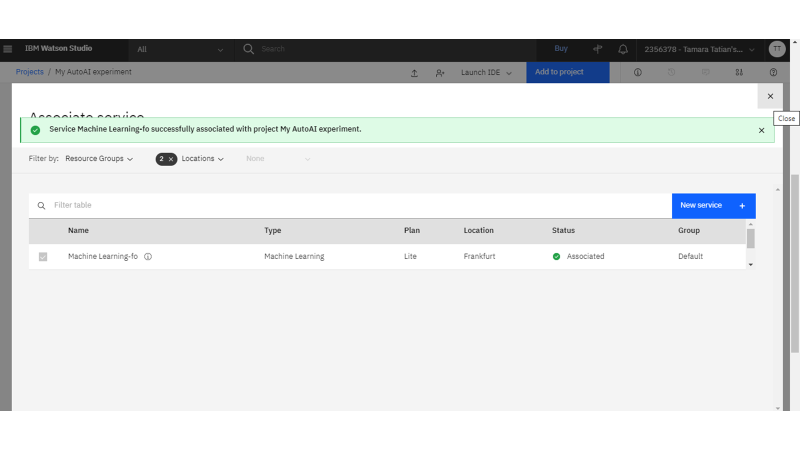 IBM Watson Studio All Search Buy 2356378 - Tamara Tatian's... TT
Projects / My AutoAI experiment Launch IDE Add to project
Associate service
Close
Service Machine Learning-fo successfully associated with project My AutoAI experiment.
Filter by: Resource Groups 2 × Locations None
Filter table New service +
Name Type Plan Location Status Group
Machine Learning-fo Machine Learning Lite Frankfurt Associated Default